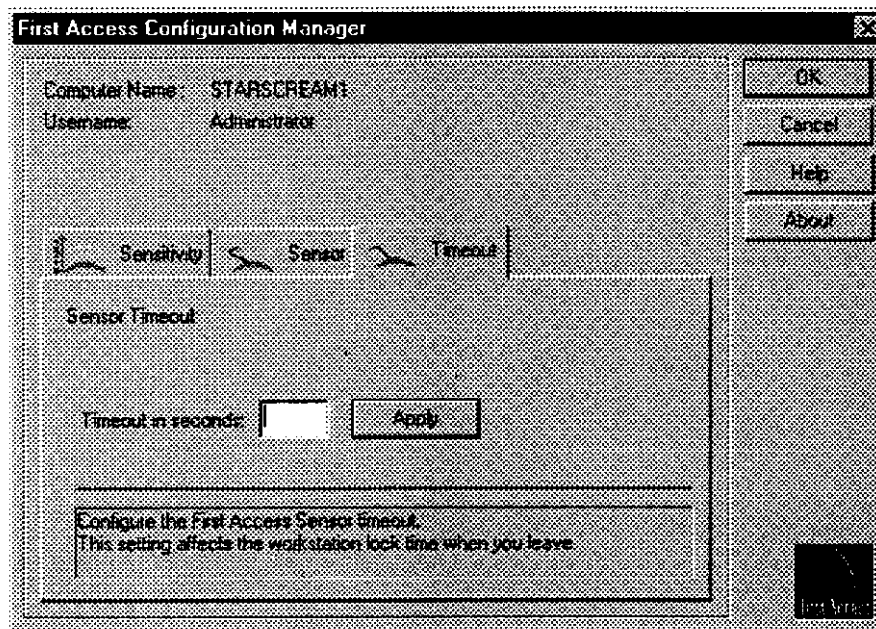 First Access Configuration Manager
Computer Name: STARSCREAM1
Username: Administrator
OK
Cancel
Help
About
Sensitivity
Sensor
Timeout
Sensor Timeout
Timeout in seconds:
Apply
Configure the First Access Sensor timeout.
This setting affects the workstation lock time when you leave
First Access